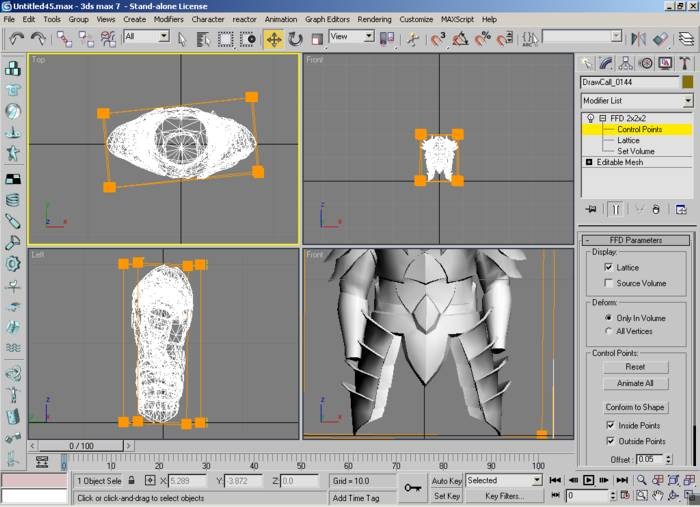 Untitled45.max - 3ds max 7 - Stand-alone License
File Edit Tools Group Views Create Modifiers Character reactor Animation Graph Editors Rendering Customize MAXScript Help
All
View
Top
Front
DrawCall_0144
Modifier List
FFD 2x2x2
Control Points
Lattice
Set Volume
Editable Mesh
Left
Front
FFD Parameters
Display:
Lattice
Source Volume
Deform:
Only In Volume
All Vertices
Control Points:
Reset
Animate All
Conform to Shape
Inside Points
Outside Points
Offset: 0.05
0 / 100
0 10 20 30 40 50 60 70 80 90 100
1 Object Sele X: 5.289 Y: -3.872 Z: 0.0 Grid = 10.0 Auto Key Selected
Click or click-and-drag to select objects Add Time Tag Set Key Key Filters... 0